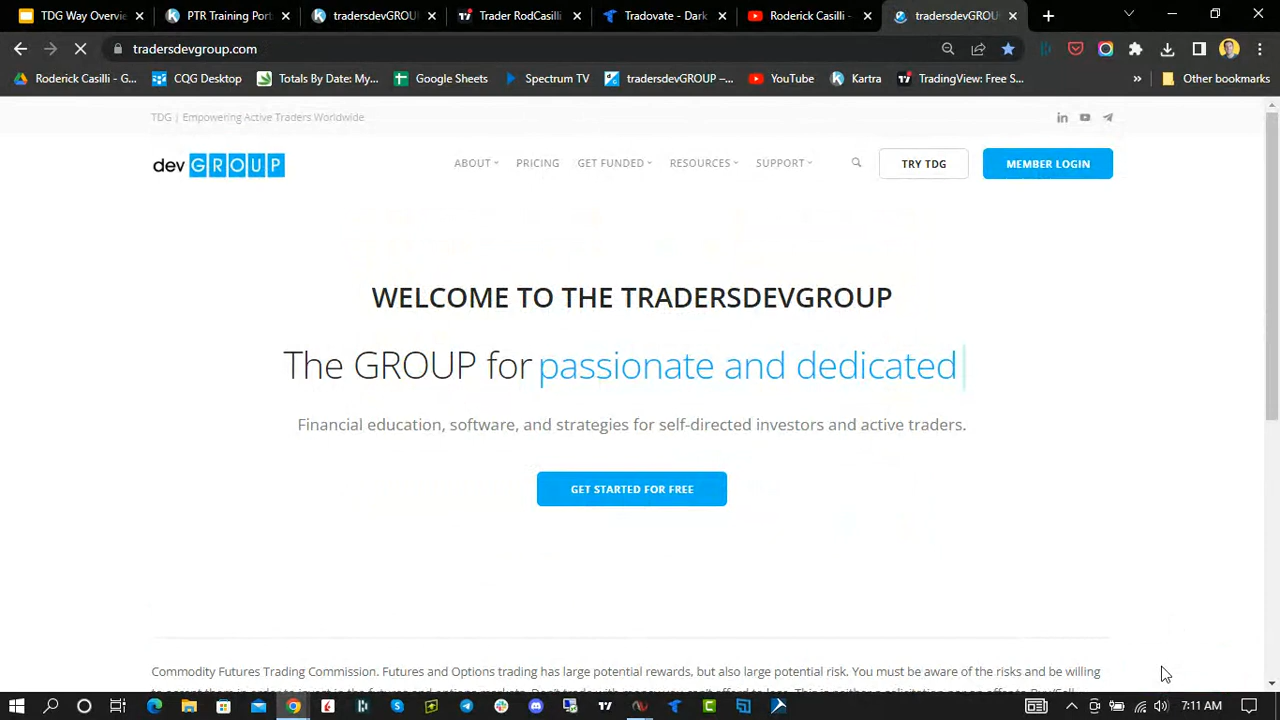 TDG Way Overvie
PTR Training Port
tradersdevGROU
Trader RodCasilli
Tradovate - Dark
Roderick Casilli -
tradersdevGROU
tradersdevgroup.com
Roderick Casilli - G...
CQG Desktop
Totals By Date: My...
Google Sheets
Spectrum TV
tradersdevGROUP –...
YouTube
Kartra
TradingView: Free S...
»
Other bookmarks
TDG | Empowering Active Traders Worldwide
dev GROUP
ABOUT
PRICING
GET FUNDED
RESOURCES
SUPPORT
TRY TDG
MEMBER LOGIN
WELCOME TO THE TRADERSDEVGROUP
The GROUP for passionate and dedicated
Financial education, software, and strategies for self-directed investors and active traders.
GET STARTED FOR FREE
Commodity Futures Trading Commission. Futures and Options trading has large potential rewards, but also large potential risk. You must be aware of the risks and be willing
7:11 AM